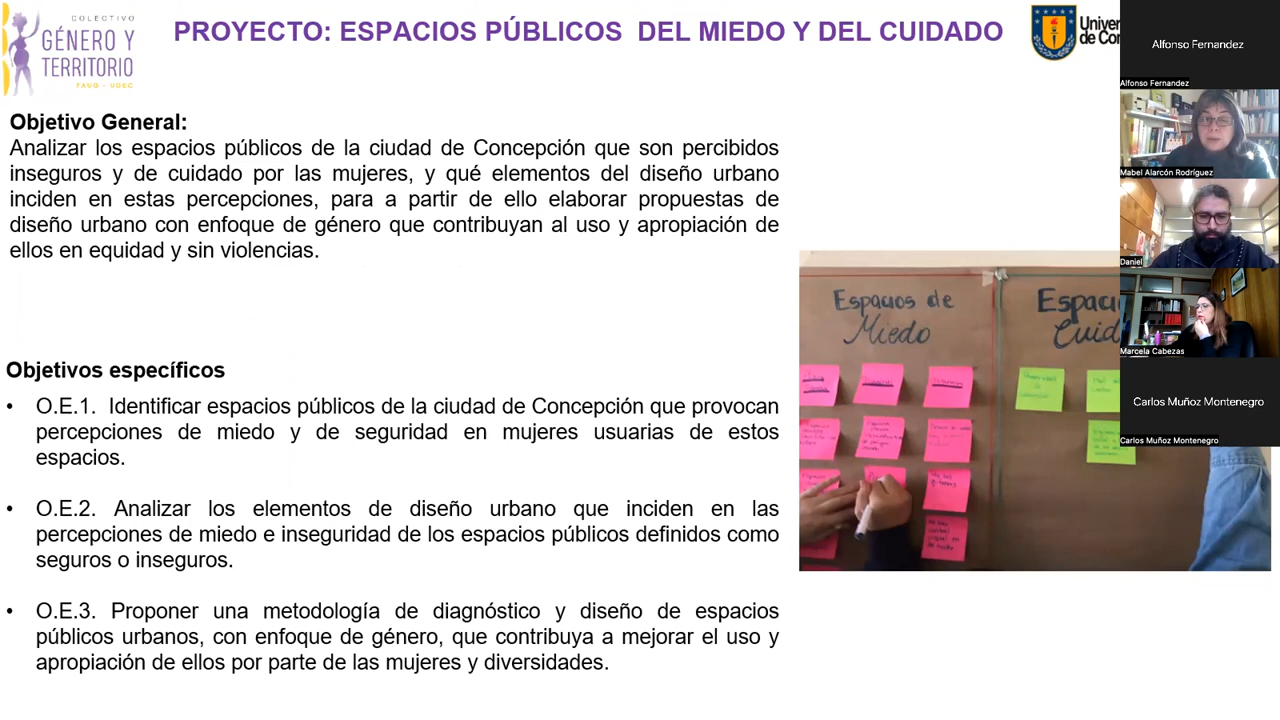 COLECTIVO
GÉNERO Y
TERRITORIO
FAUG - UDEC
PROYECTO: ESPACIOS PÚBLICOS DEL MIEDO Y DEL CUIDADO
Objetivo General:
Analizar los espacios públicos de la ciudad de Concepción que son percibidos
inseguros y de cuidado por las mujeres, y qué elementos del diseño urbano
inciden en estas percepciones, para a partir de ello elaborar propuestas de
diseño urbano con enfoque de género que contribuyan al uso y apropiación de
ellos en equidad y sin violencias.
Objetivos específicos
• O.E.1. Identificar espacios públicos de la ciudad de Concepción que provocan
percepciones de miedo y de seguridad en mujeres usuarias de estos
espacios.
• O.E.2. Analizar los elementos de diseño urbano que inciden en las
percepciones de miedo e inseguridad de los espacios públicos definidos como
seguros o inseguros.
• O.E.3. Proponer una metodología de diagnóstico y diseño de espacios
públicos urbanos, con enfoque de género, que contribuya a mejorar el uso y
apropiación de ellos por parte de las mujeres y diversidades.
Espacios de
Miedo
Espaci
Cuid
Univer
de Con
Alfonso Fernandez
Alfonso Fernandez
Mabel Alarcón Rodríguez
Daniel
Marcela Cabezas
Carlos Muñoz Montenegro
Carlos Muñoz Montenegro